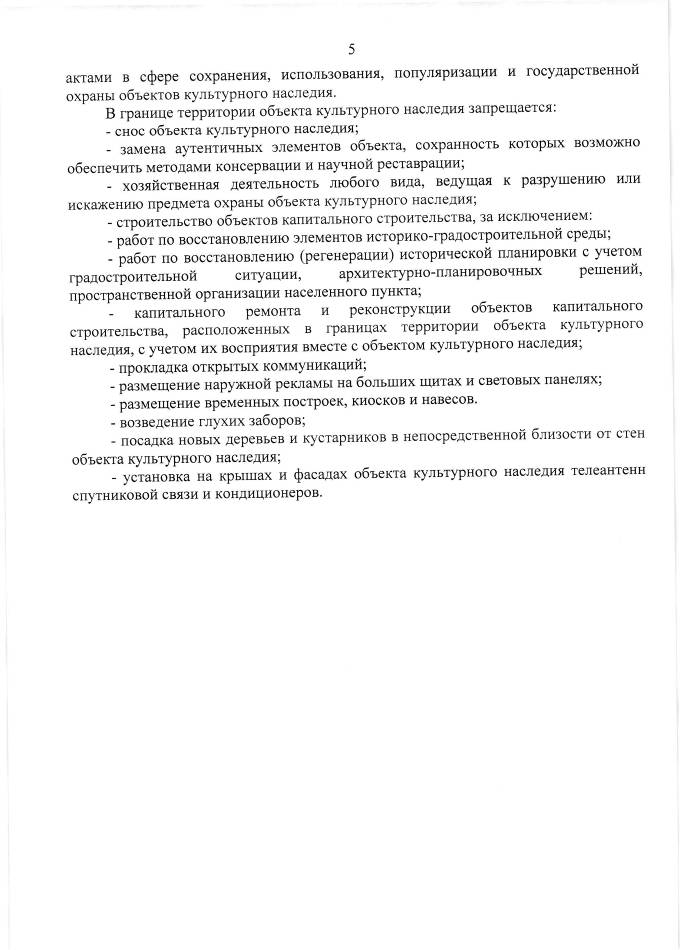 5
актами в сфере сохранения, использования, популяризации и государственной
охраны объектов культурного наследия.
В границе территории объекта культурного наследия запрещается:
- снос объекта культурного наследия;
- замена аутентичных элементов объекта, сохранность которых возможно
обеспечить методами консервации и научной реставрации;
- хозяйственная деятельность любого вида, ведущая к разрушению или
искажению предмета охраны объекта культурного наследия;
- строительство объектов капитального строительства, за исключением:
- работ по восстановлению элементов историко-градостроительной среды;
- работ по восстановлению (регенерации) исторической планировки с учетом
градостроительной ситуации, архитектурно-планировочных решений,
пространственной организации населенного пункта;
- капитального ремонта и реконструкции объектов капитального
строительства, расположенных в границах территории объекта культурного
наследия, с учетом их восприятия вместе с объектом культурного наследия;
- прокладка открытых коммуникаций;
- размещение наружной рекламы на больших щитах и световых панелях;
- размещение временных построек, киосков и навесов.
- возведение глухих заборов;
- посадка новых деревьев и кустарников в непосредственной близости от стен
объекта культурного наследия;
- установка на крышах и фасадах объекта культурного наследия телеантенн
спутниковой связи и кондиционеров.